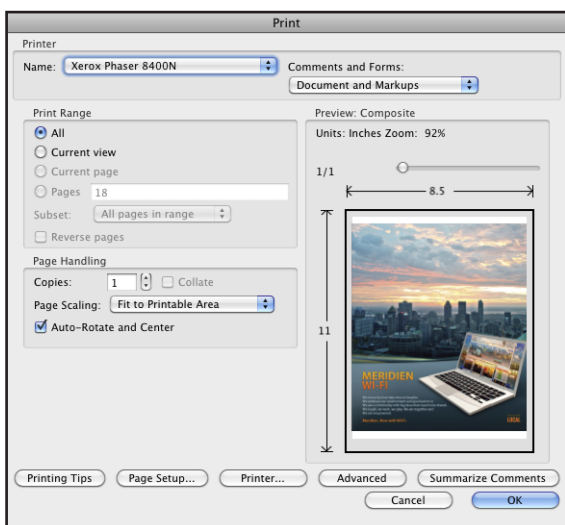 Print
Printer
Name: Xerox Phaser 8400N
Comments and Forms:
Document and Markups
Print Range
All
Current view
Current page
Pages 18
Subset: All pages in range
Reverse pages
Page Handling
Copies: 1 Collate
Page Scaling: Fit to Printable Area
Auto-Rotate and Center
Preview: Composite
Units: Inches Zoom: 92%
1/1
8.5
11
MERIDIEN
WI-FI
LOCAL
Printing Tips Page Setup... Printer... Advanced Summarize Comments
Cancel OK